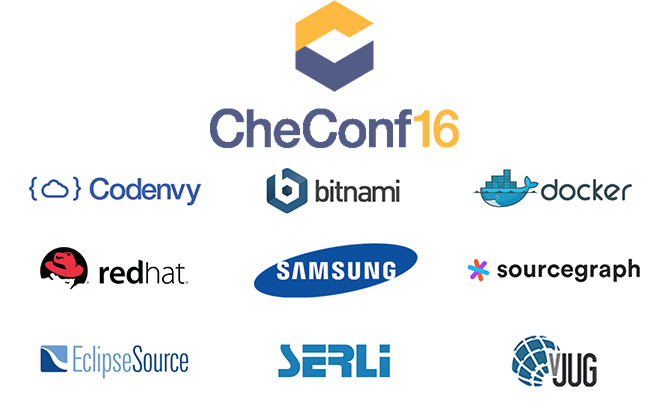 CheConf16
{ } Codenvy
b bitnami
docker
redhat.
SAMSUNG
sourcegraph
EclipseSource
SERLi
vJUG